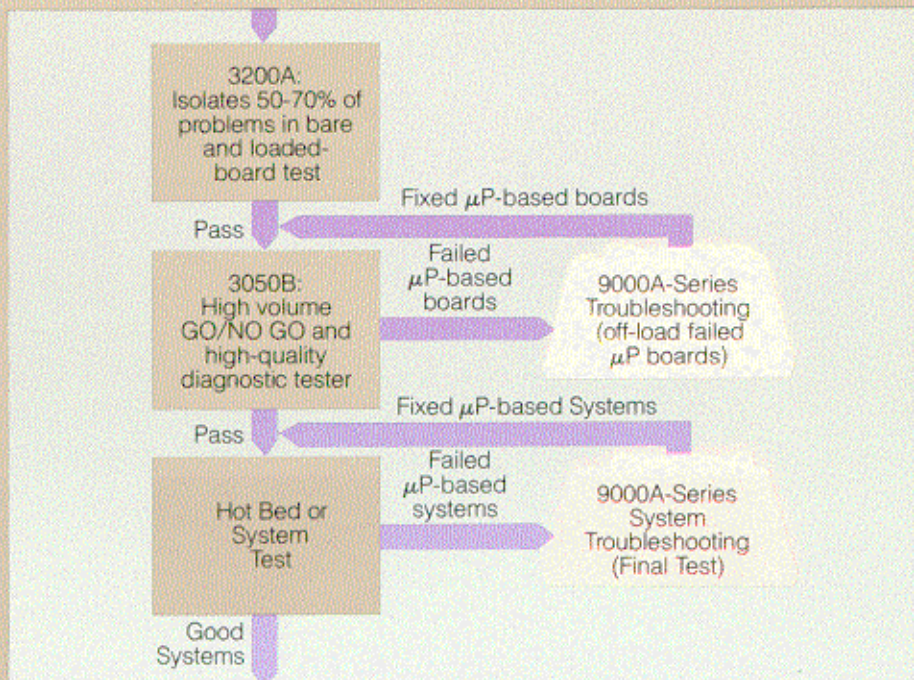 3200A:
Isolates 50-70% of
problems in bare
and loaded-
board test
Pass
Fixed μP-based boards
3050B:
High volume
GO/NO GO and
high-quality
diagnostic tester
Failed
μP-based
boards
9000A-Series
Troubleshooting
(off-load failed
μP boards)
Pass
Fixed μP-based Systems
Hot Bed or
System
Test
Failed
μP-based
systems
9000A-Series
System
Troubleshooting
(Final Test)
Good
Systems